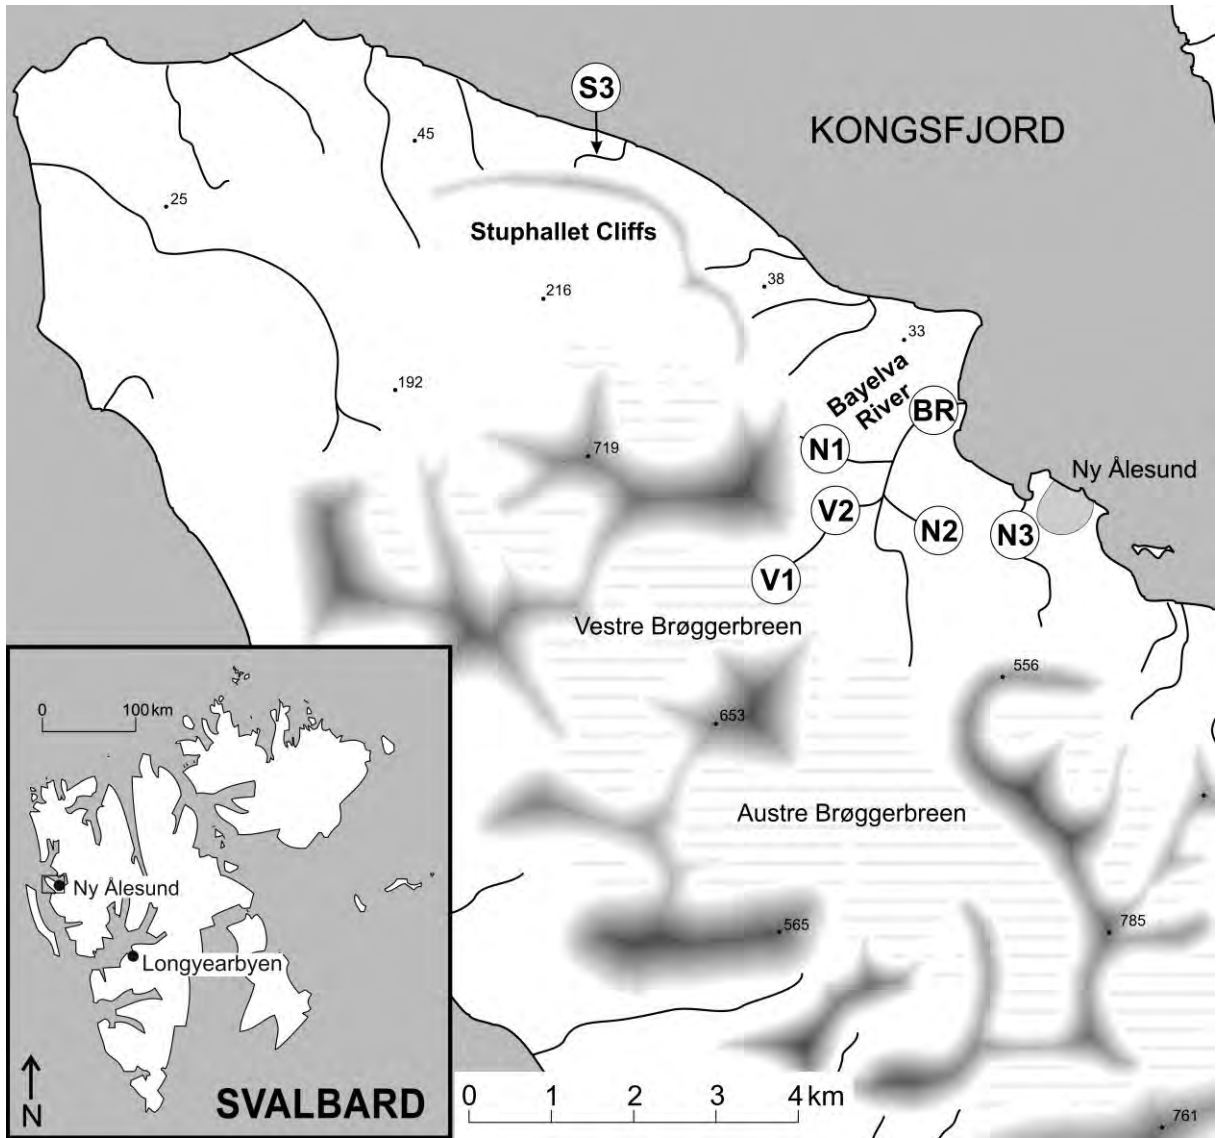 S3
KONGSFJORD
45
25
Stuphallet Cliffs
216
38
33
192
Bayelva
River
BR
719
N1
Ny Ålesund
V2
N2
N3
V1
Vestre Brøggerbreen
556
653
0 100 km
Austre Brøggerbreen
Ny Ålesund
565
785
Longyearbyen
N
SVALBARD
0 1 2 3 4 km
761